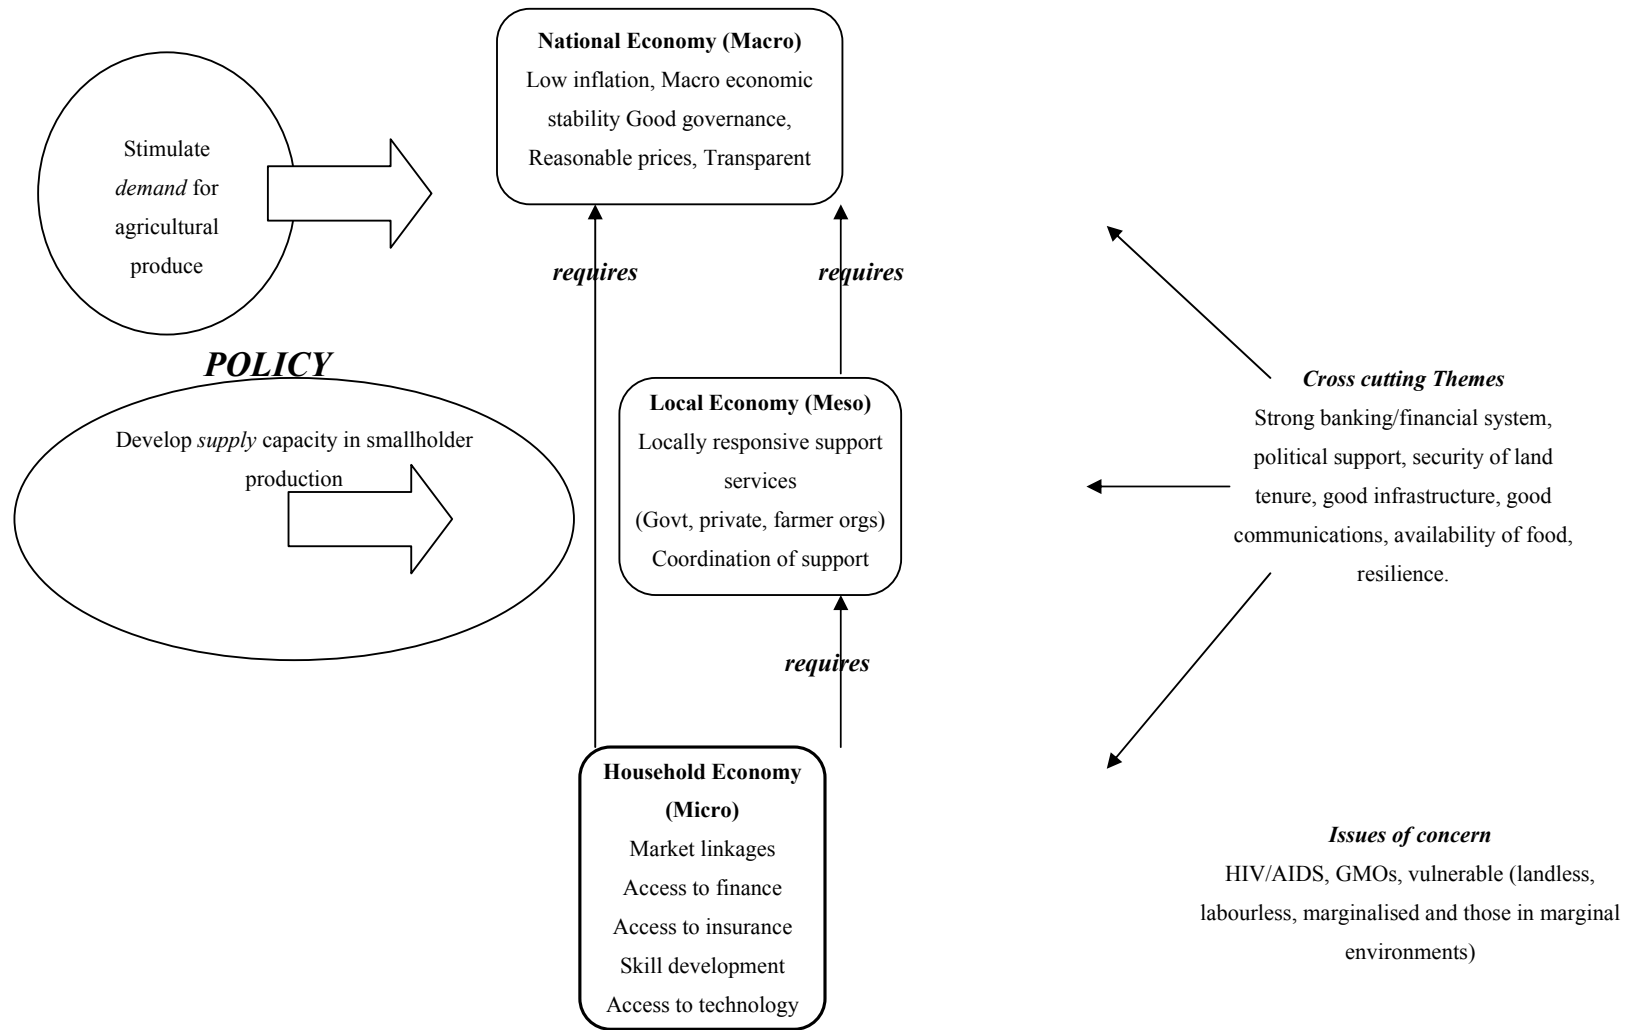 National Economy (Macro)
Low inflation, Macro economic
stability Good governance,
Reasonable prices, Transparent
Stimulate
demand for
agricultural
produce
requires
requires
POLICY
Develop supply capacity in smallholder
production
Local Economy (Meso)
Locally responsive support
services
(Govt, private, farmer orgs)
Coordination of support
Cross cutting Themes
Strong banking/financial system,
political support, security of land
tenure, good infrastructure, good
communications, availability of food,
resilience.
requires
Household Economy
(Micro)
Market linkages
Access to finance
Access to insurance
Skill development
Access to technology
Issues of concern
HIV/AIDS, GMOs, vulnerable (landless,
labourless, marginalised and those in marginal
environments)